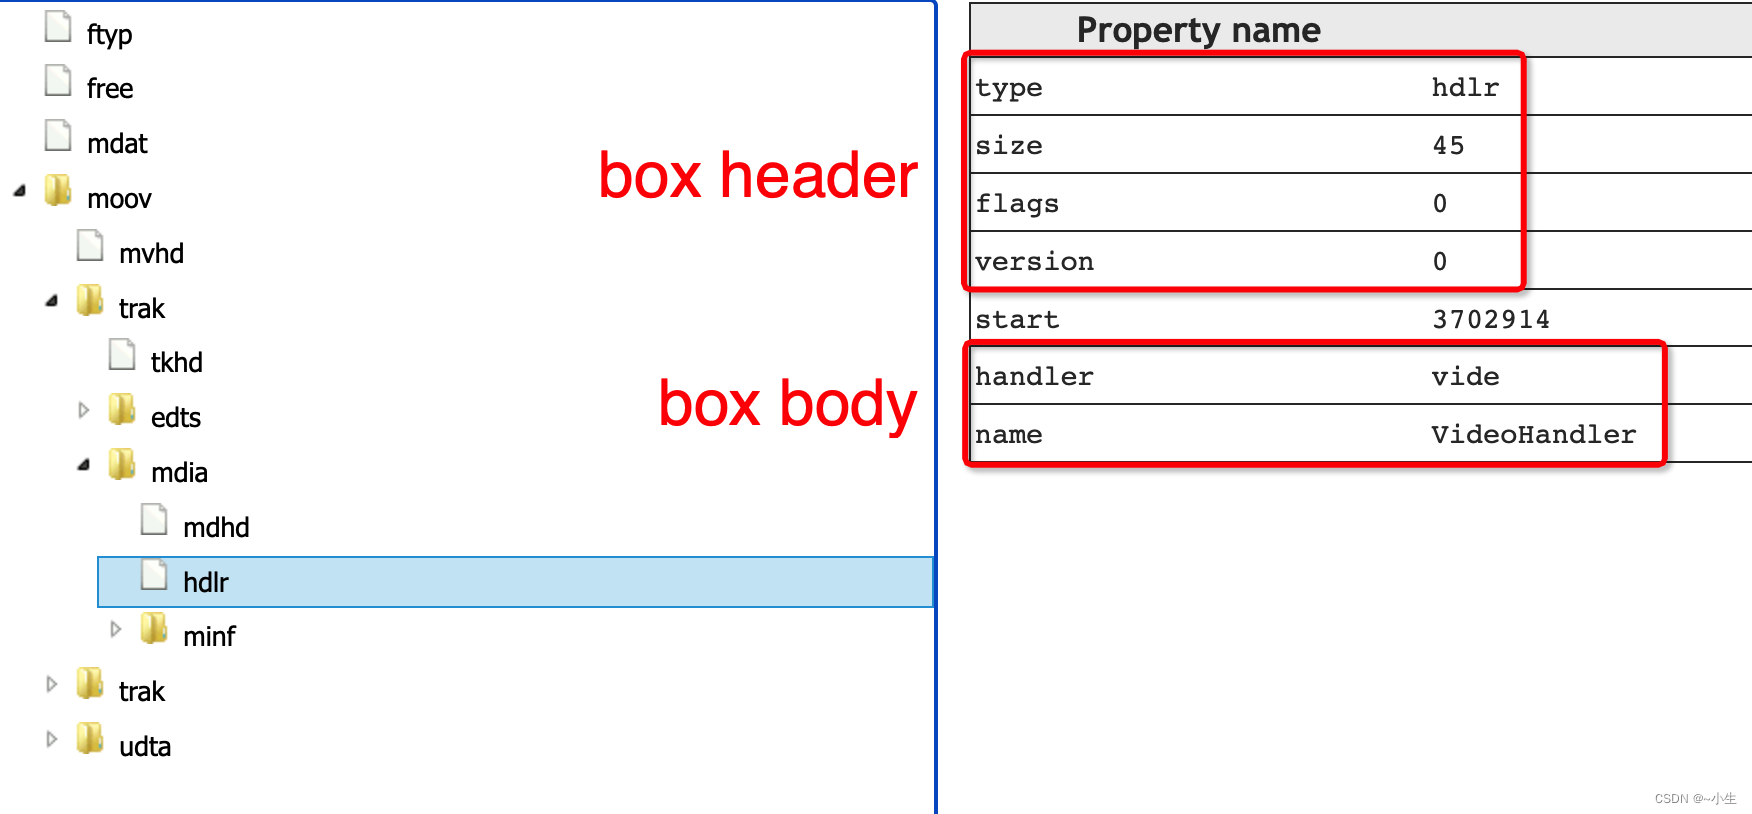 ftyp
free
mdat
moov
mvhd
trak
tkhd
edts
mdia
mdhd
hdlr
minf
trak
udta
box header
box body
Property name
type hdlr
size 45
flags 0
version 0
start 3702914
handler vide
name VideoHandler
CSDN @~小生